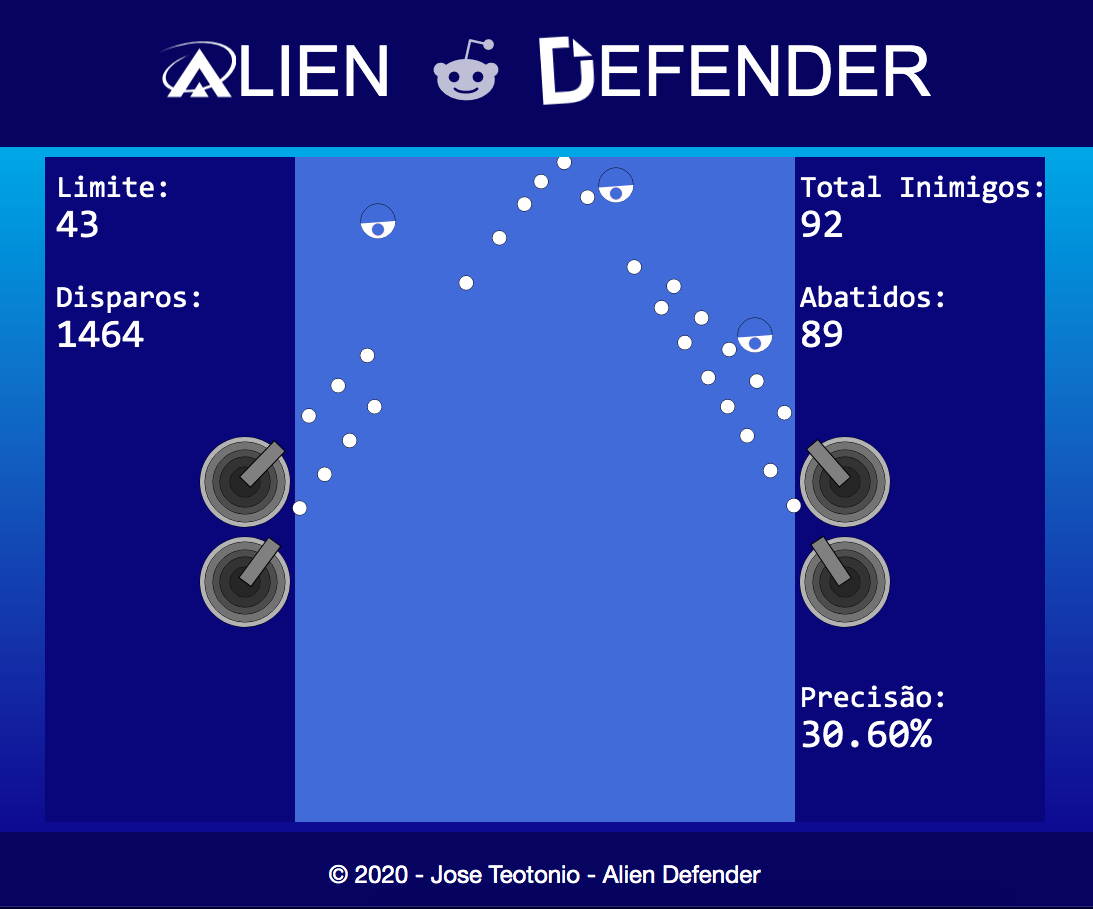 ALIEN DEFENDER
Limite:
43
Disparos:
1464
Total Inimigos:
92
Abatidos:
89
Precisão:
30.60%
© 2020 - Jose Teotonio - Alien Defender